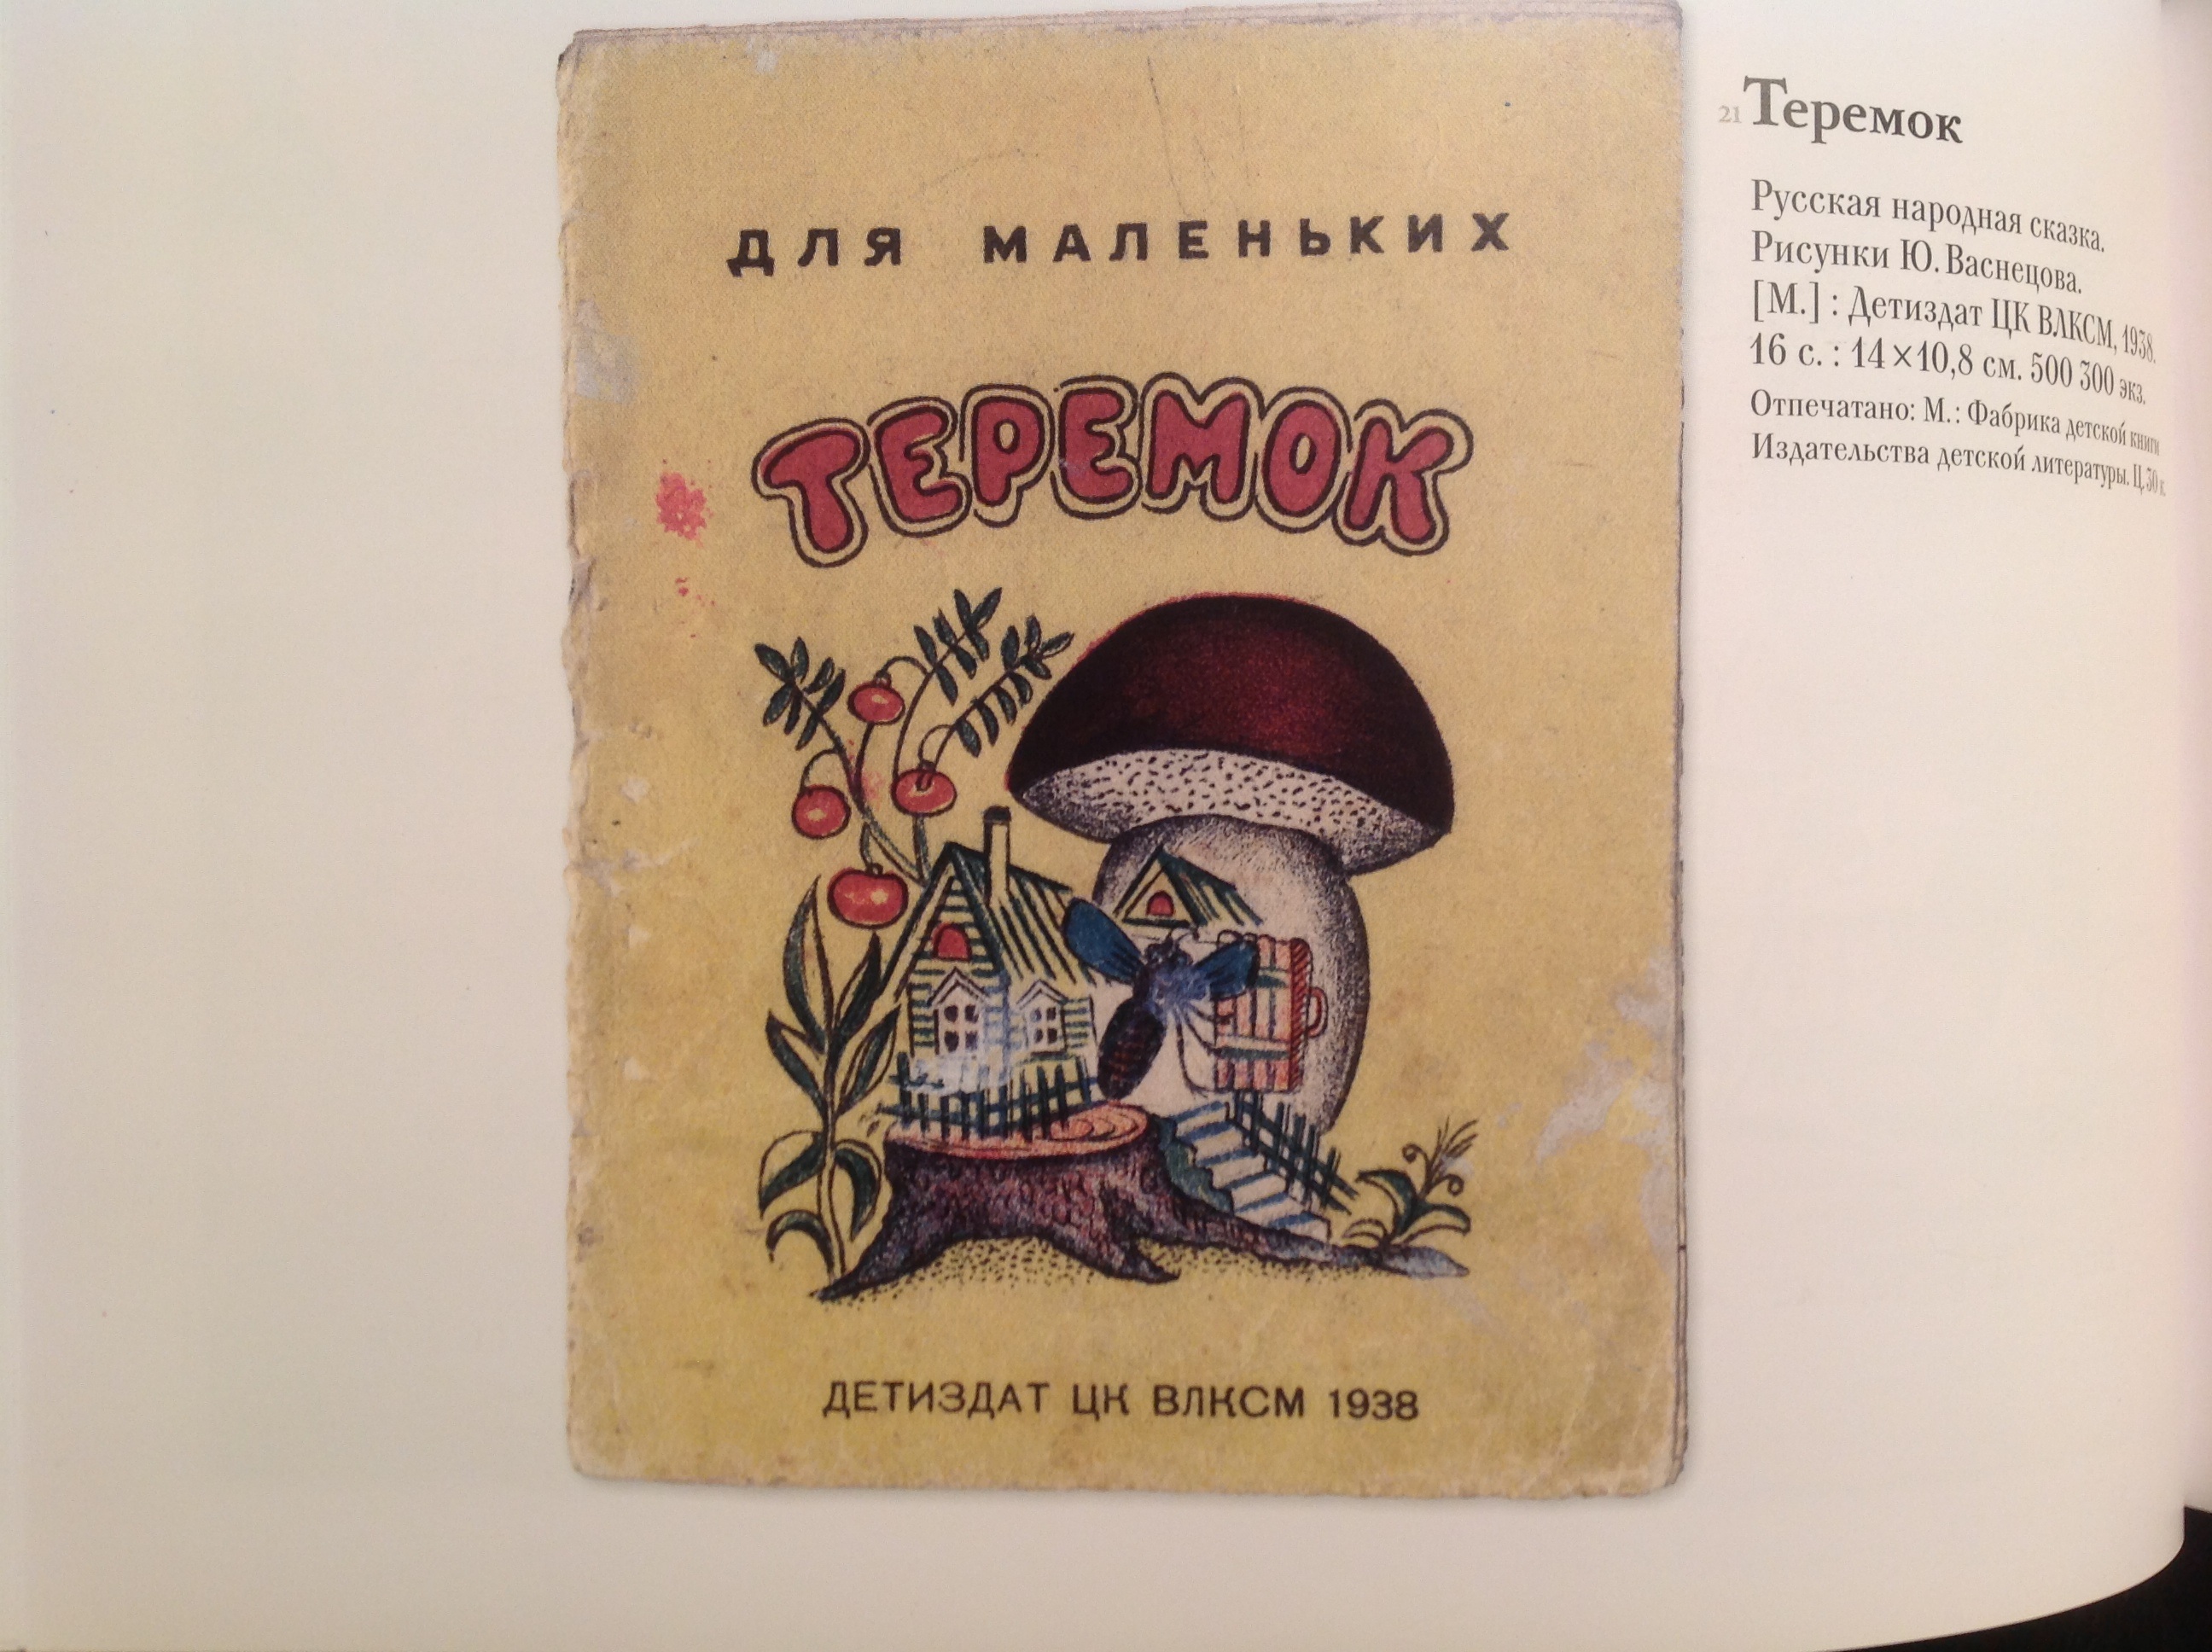 ДЛЯ МАЛЕНЬКИХ
ТЕРЕМОК
ДЕТИЗДАТ ЦК ВЛКСМ 1938
21 Теремок
Русская народная сказка.
Рисунки Ю. Васнецова.
[М.] : Детиздат ЦК ВЛКСМ, 1938.
16 с. : 14×10,8 см. 500 300 экз.
Отпечатано: М.: Фабрика детской книги
Издательства детской литературы. Ц. 30 к.